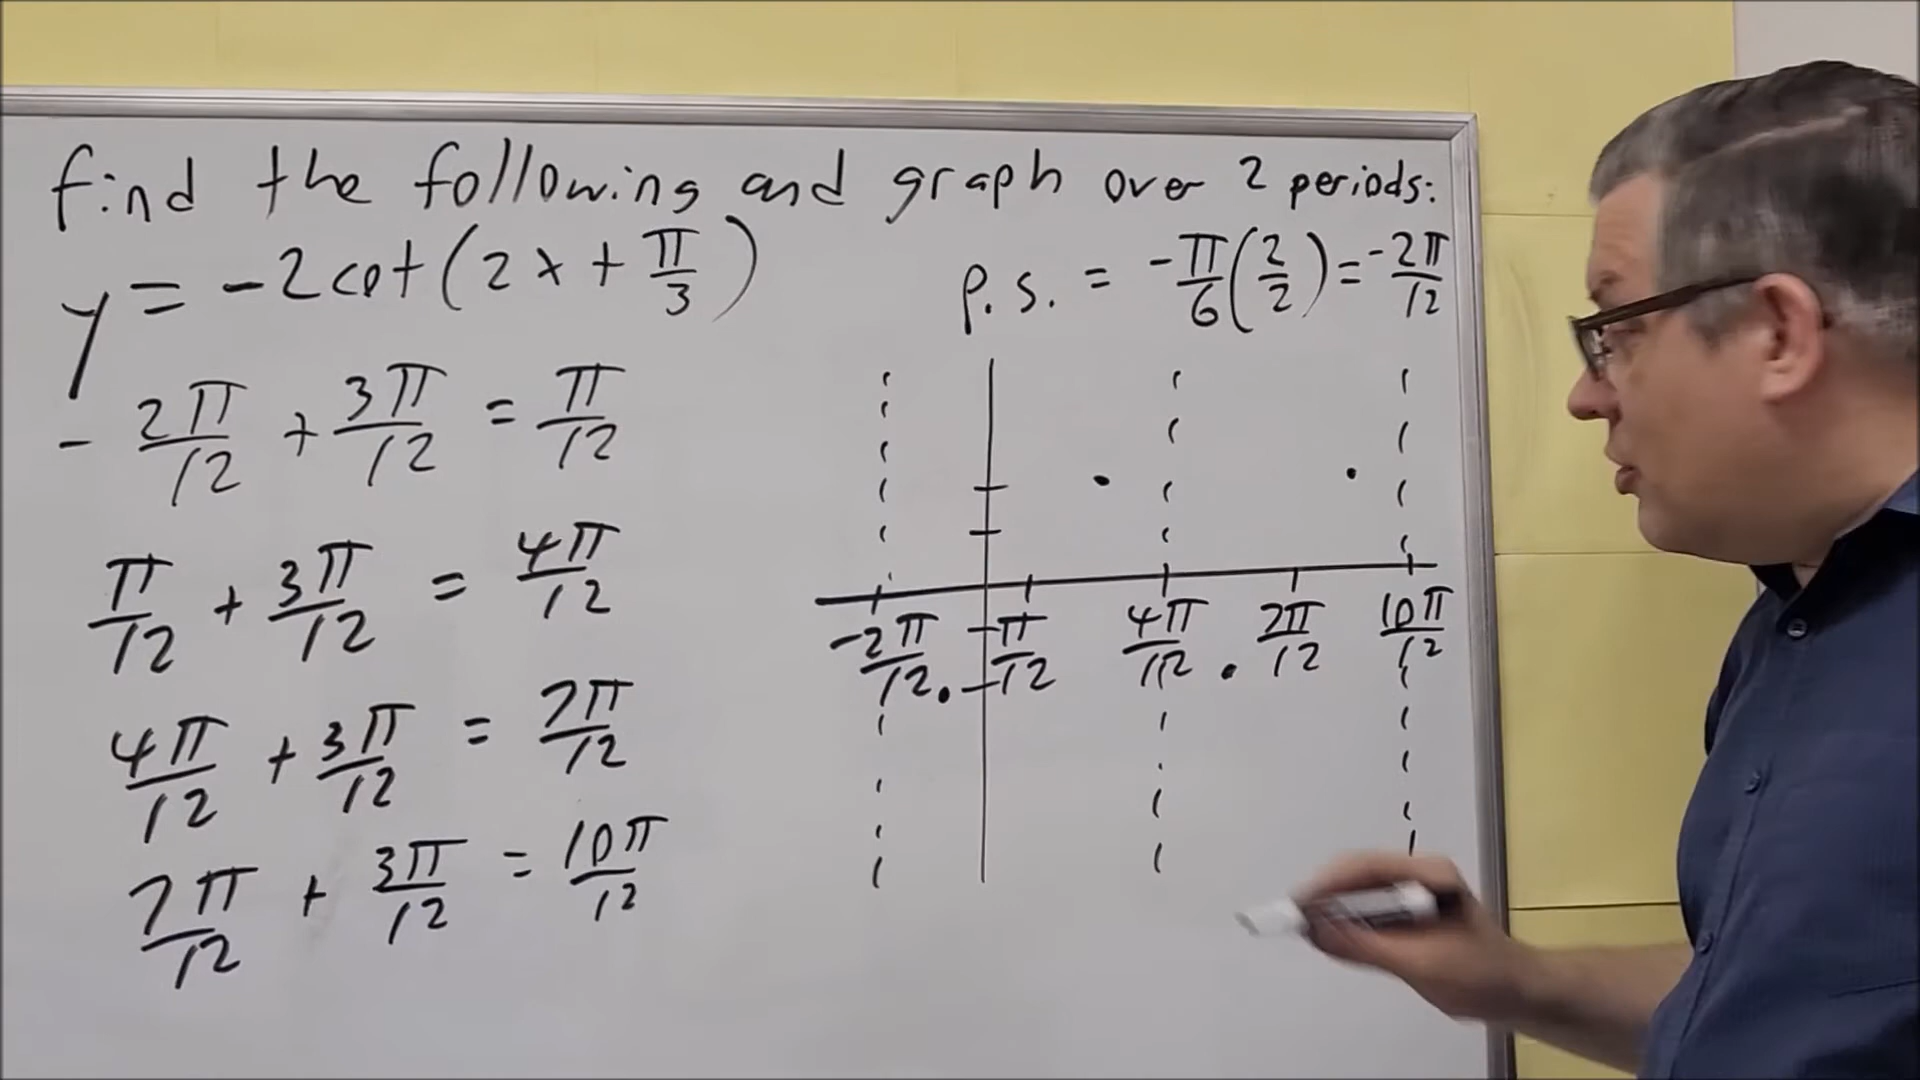 find the following and graph over 2 periods:
y = -2cot(2x + π/3)
p.s. = -π/6(2/2) = -2π/12
-2π/12 + 3π/12 = π/12
π/12 + 3π/12 = 4π/12
4π/12 + 3π/12 = 7π/12
7π/12 + 3π/12 = 10π/12
-2π/12 π/12 4π/12 7π/12 10π/12